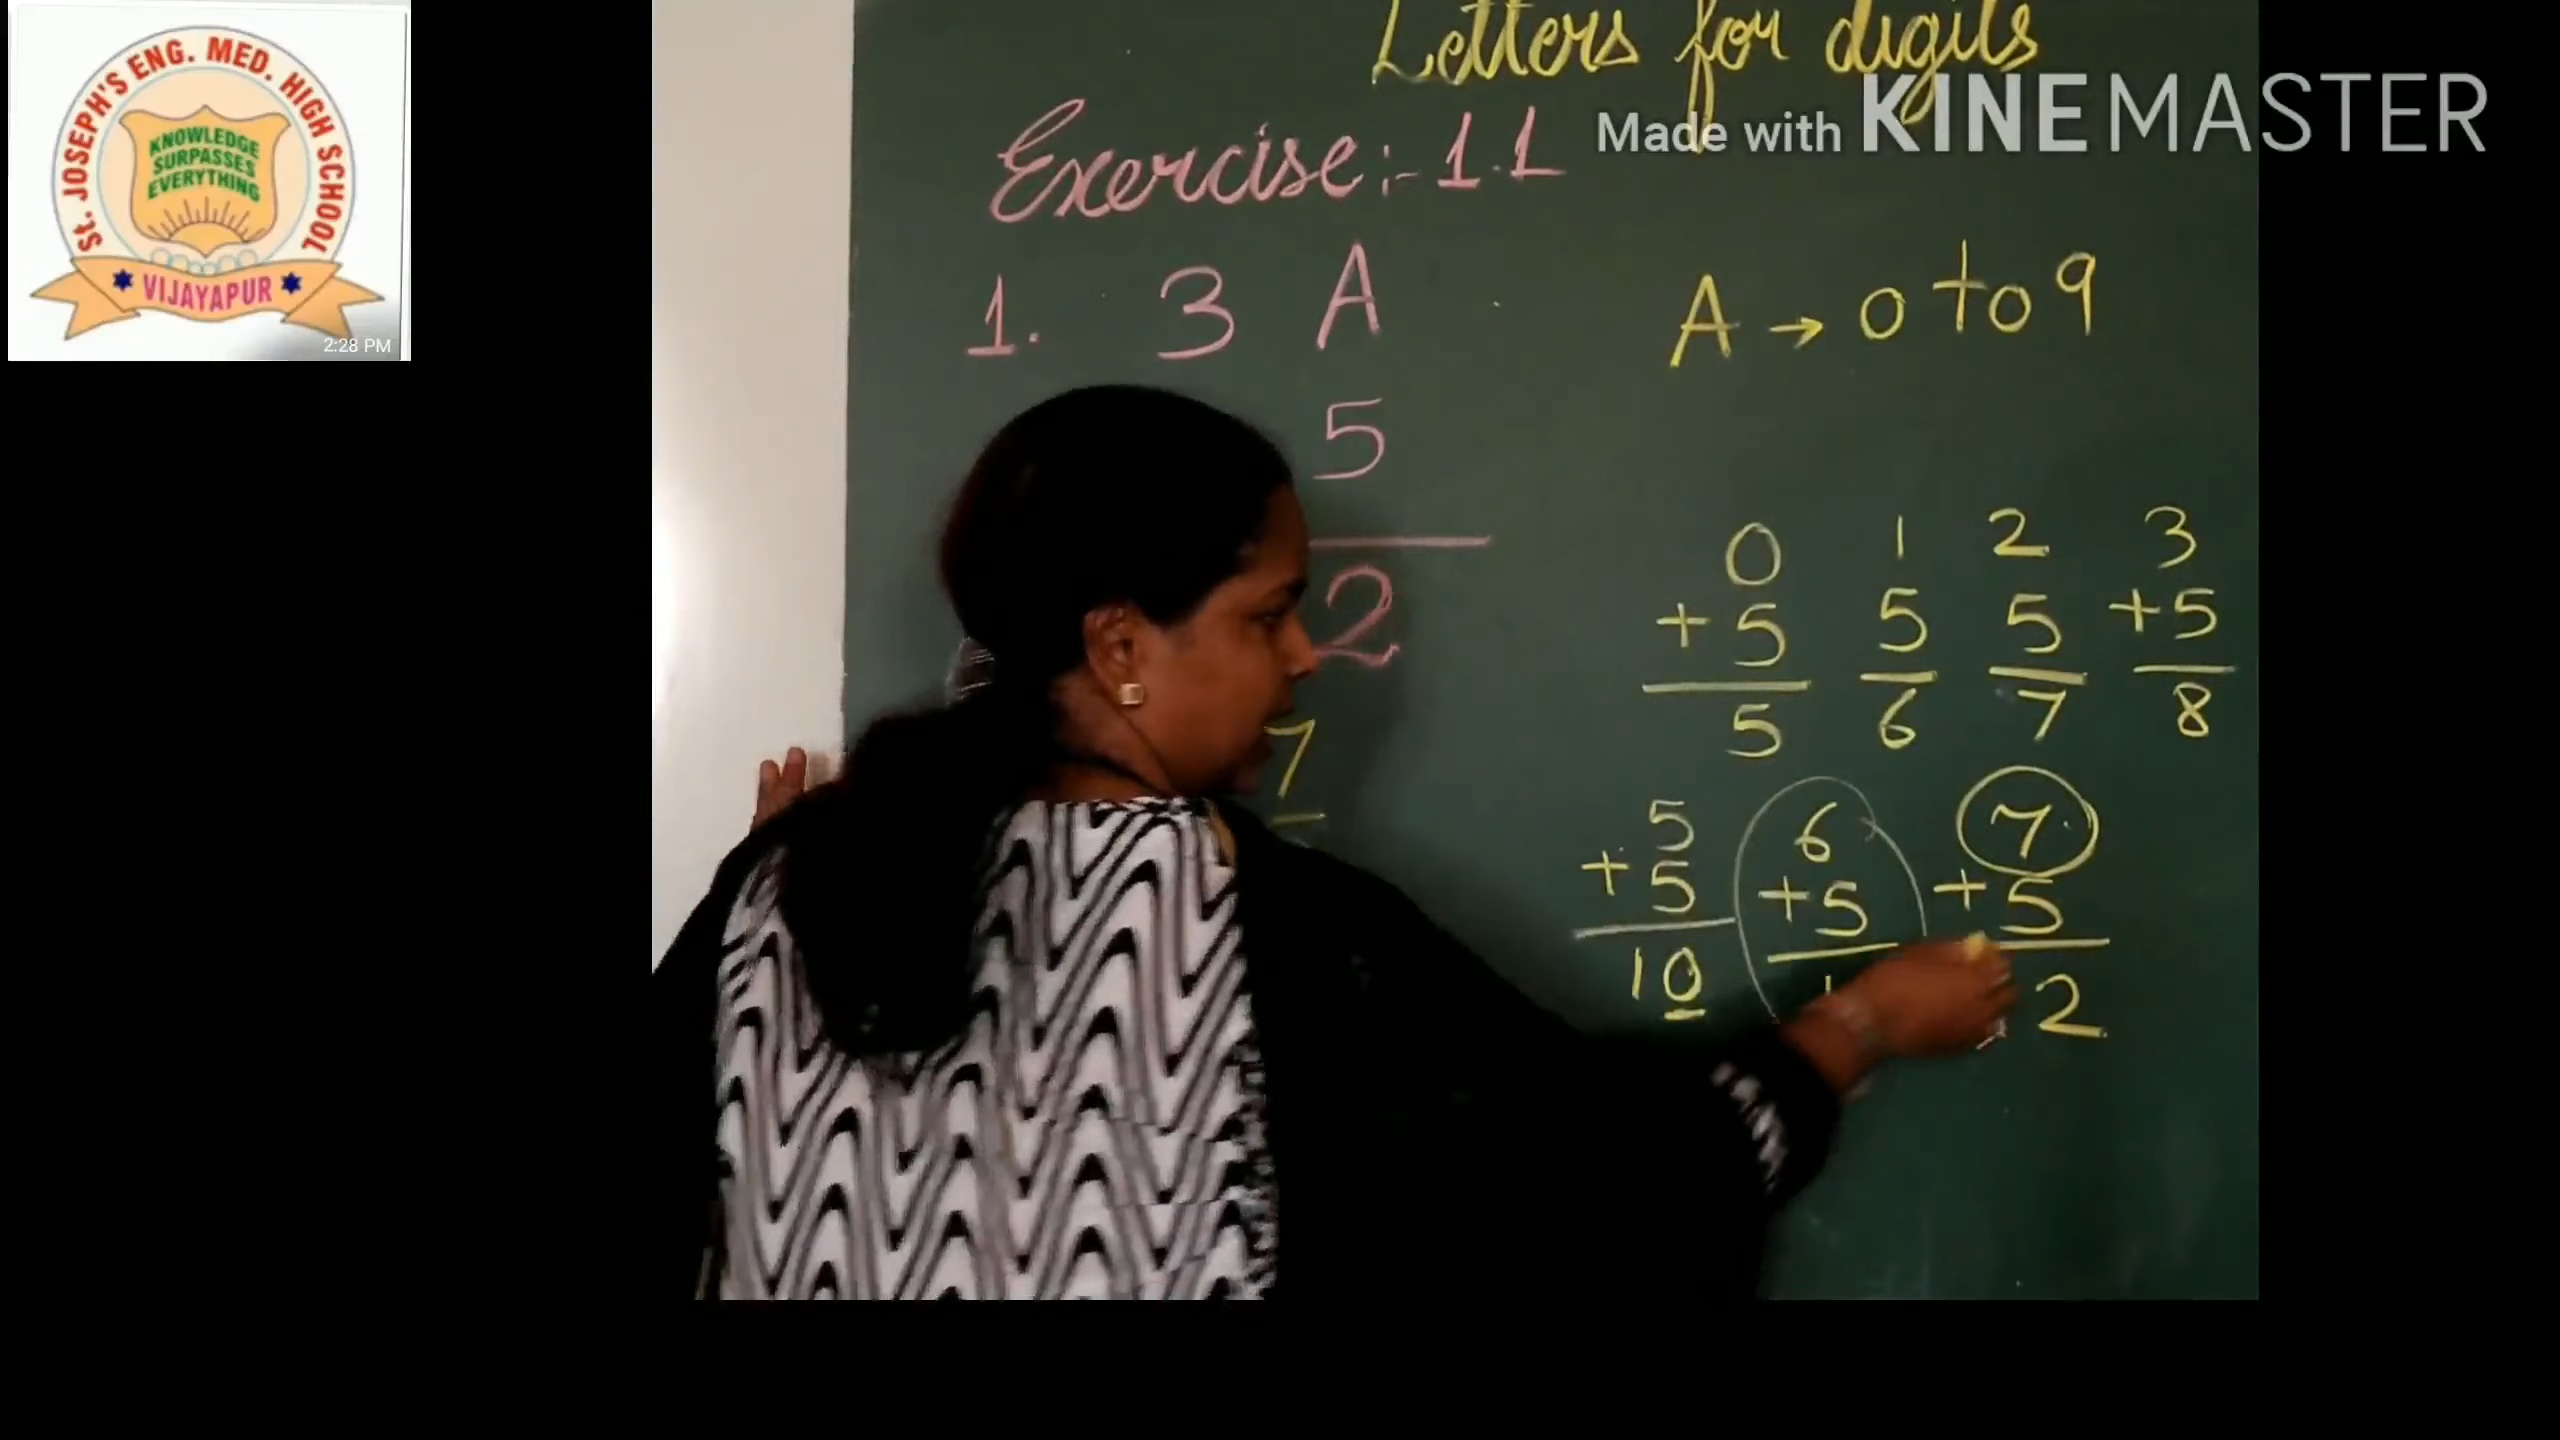 St. JOSEPH'S ENG. MED. HIGH SCHOOL
KNOWLEDGE
SURPASSES
EVERYTHING
VIJAYAPUR
2:28 PM
Made with KINEMASTER
Letters for digits
Exercise:- 1.1
1. 3 A
5
2
7
A → 0 to 9
0 1 2 3
+ 5 5 5 + 5
5 6 7 8
5 6 7
+ 5 + 5 + 5
10 1 2